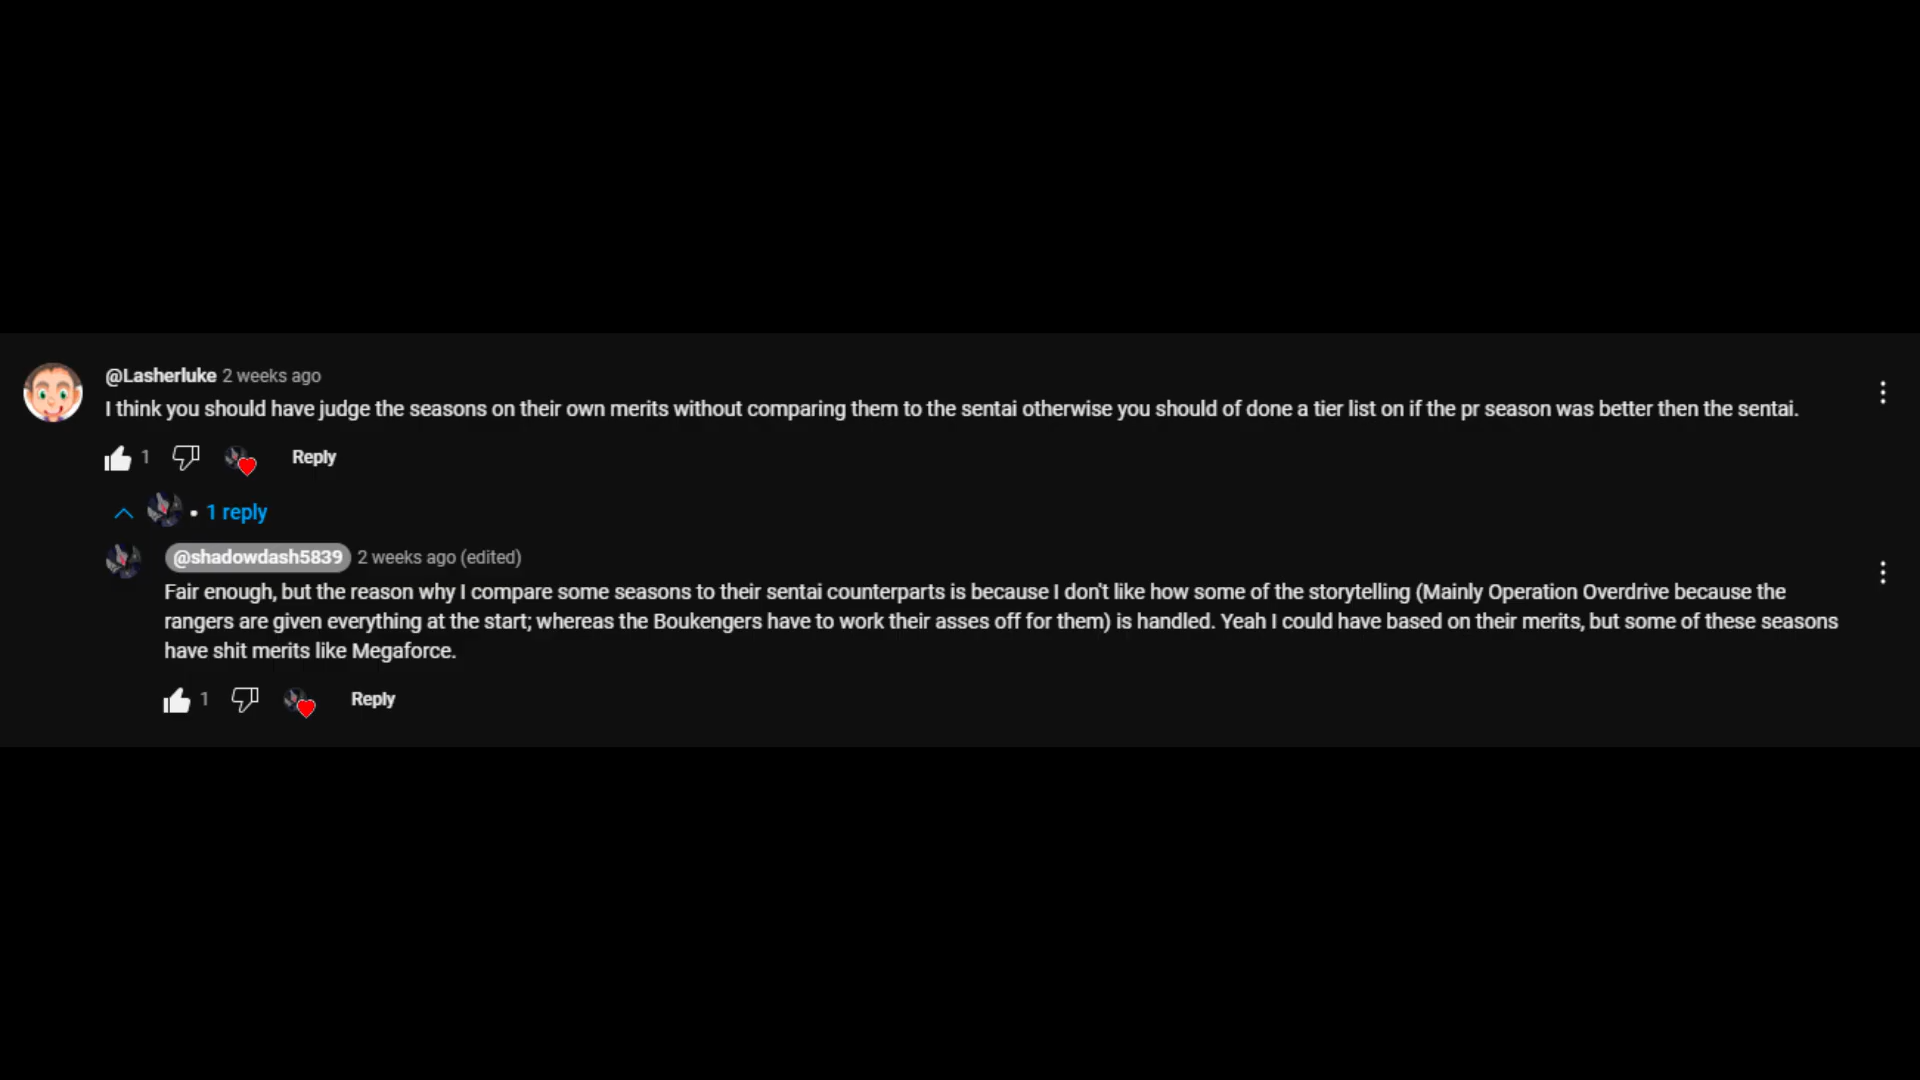 @Lasherluke 2 weeks ago
I think you should have judge the seasons on their own merits without comparing them to the sentai otherwise you should of done a tier list on if the pr season was better then the sentai.
1 Reply
• 1 reply
@shadowdash5839 2 weeks ago (edited)
Fair enough, but the reason why I compare some seasons to their sentai counterparts is because I don't like how some of the storytelling (Mainly Operation Overdrive because the
rangers are given everything at the start; whereas the Boukengers have to work their asses off for them) is handled. Yeah I could have based on their merits, but some of these seasons
have shit merits like Megaforce.
1 Reply